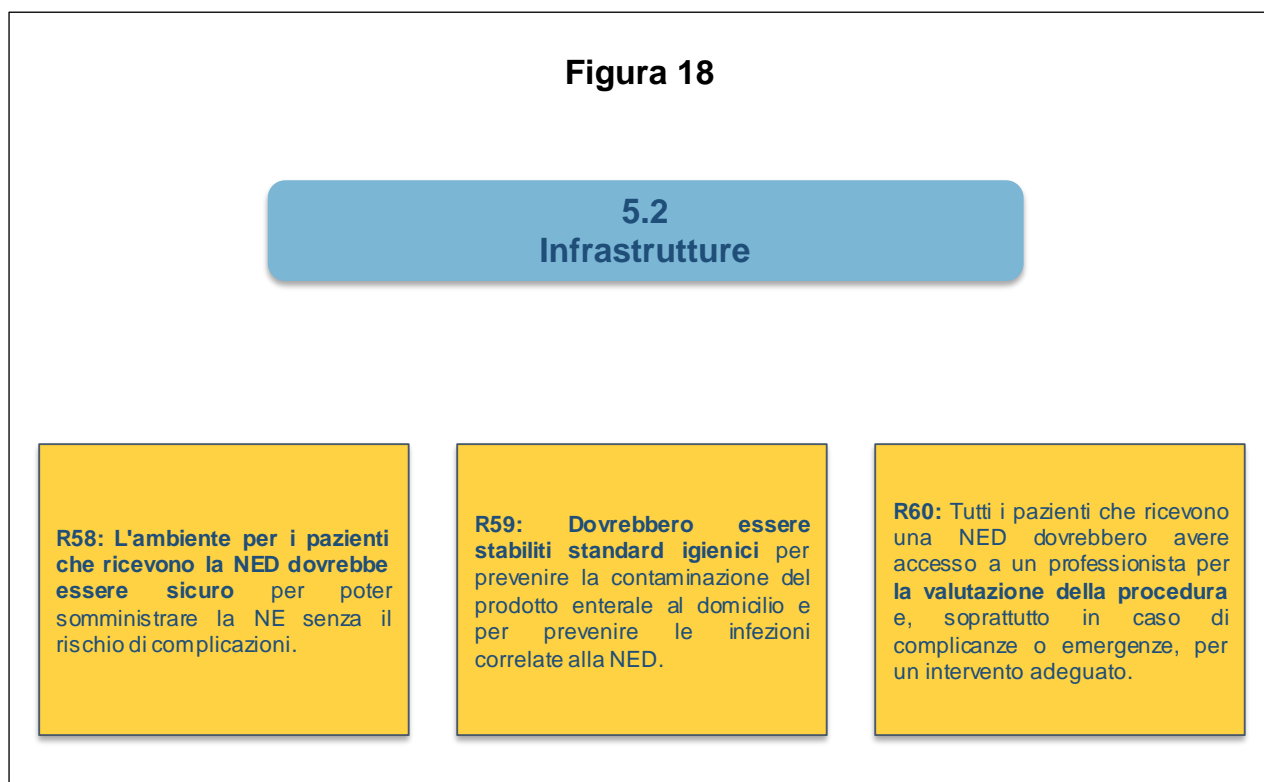 Figura 18
5.2
Infrastrutture
R58: L'ambiente per i pazienti
che ricevono la NED dovrebbe
essere sicuro per poter
somministrare la NE senza il
rischio di complicazioni.
R59: Dovrebbero essere
stabiliti standard igienici per
prevenire la contaminazione del
prodotto enterale al domicilio e
per prevenire le infezioni
correlate alla NED.
R60: Tutti i pazienti che ricevono
una NED dovrebbero avere
accesso a un professionista per
la valutazione della procedura
e, soprattutto in caso di
complicanze o emergenze, per
un intervento adeguato.